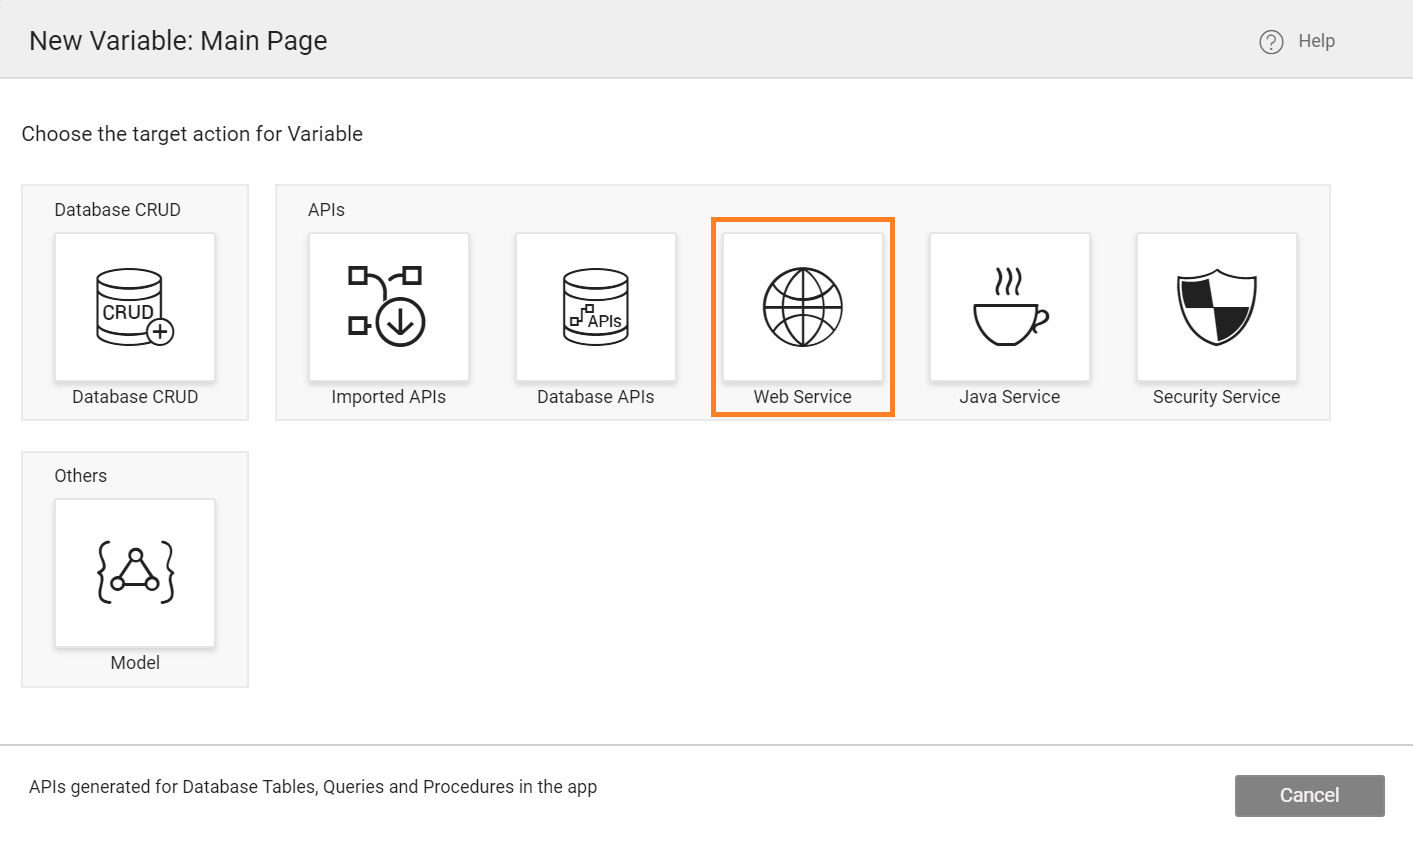 New Variable: Main Page
Help
Choose the target action for Variable
Database CRUD
CRUD
Database CRUD
APIs
Imported APIs
APIs
Database APIs
Web Service
Java Service
Security Service
Others
Model
APIs generated for Database Tables, Queries and Procedures in the app
Cancel